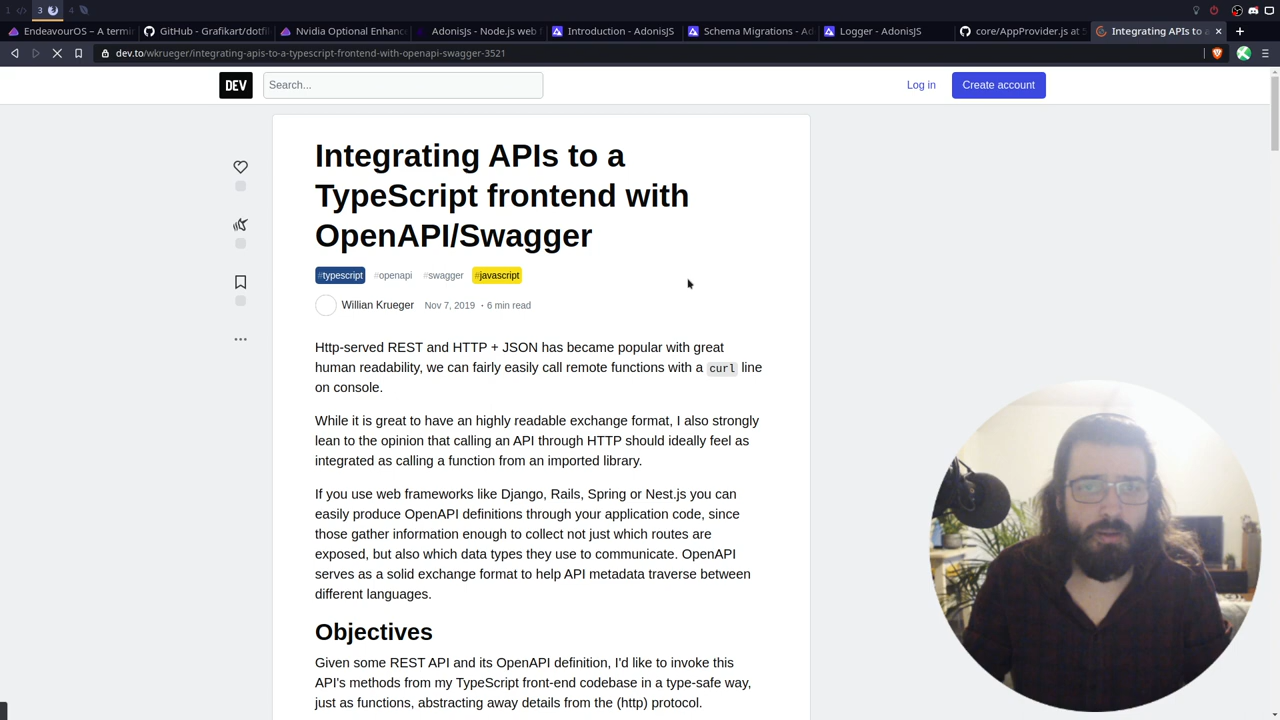 1 </> 3 4
EndeavourOS – A termi GitHub - Grafikart/dotfil Nvidia Optional Enhanc AdonisJs - Node.js web f Introduction - AdonisJS Schema Migrations - Ad Logger - AdonisJS core/AppProvider.js at 5 Integrating APIs to a
dev.to/wkrueger/integrating-apis-to-a-typescript-frontend-with-openapi-swagger-3521
DEV Search... Log in Create account
Integrating APIs to a
TypeScript frontend with
OpenAPI/Swagger
#typescript #openapi #swagger #javascript
Willian Krueger Nov 7, 2019 ・6 min read
Http-served REST and HTTP + JSON has became popular with great
human readability, we can fairly easily call remote functions with a curl line
on console.
While it is great to have an highly readable exchange format, I also strongly
lean to the opinion that calling an API through HTTP should ideally feel as
integrated as calling a function from an imported library.
If you use web frameworks like Django, Rails, Spring or Nest.js you can
easily produce OpenAPI definitions through your application code, since
those gather information enough to collect not just which routes are
exposed, but also which data types they use to communicate. OpenAPI
serves as a solid exchange format to help API metadata traverse between
different languages.
Objectives
Given some REST API and its OpenAPI definition, I'd like to invoke this
API's methods from my TypeScript front-end codebase in a type-safe way,
just as functions, abstracting away details from the (http) protocol.